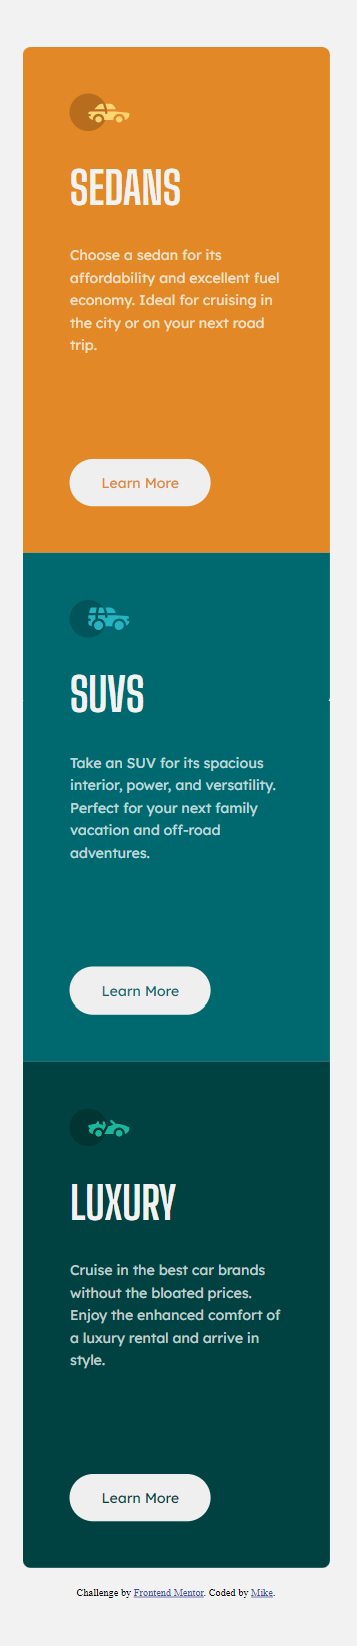 SEDANS
Choose a sedan for its
affordability and excellent fuel
economy. Ideal for cruising in
the city or on your next road
trip.
Learn More
SUVS
Take an SUV for its spacious
interior, power, and versatility.
Perfect for your next family
vacation and off-road
adventures.
Learn More
LUXURY
Cruise in the best car brands
without the bloated prices.
Enjoy the enhanced comfort of
a luxury rental and arrive in
style.
Learn More
Challenge by Frontend Mentor. Coded by Mike.